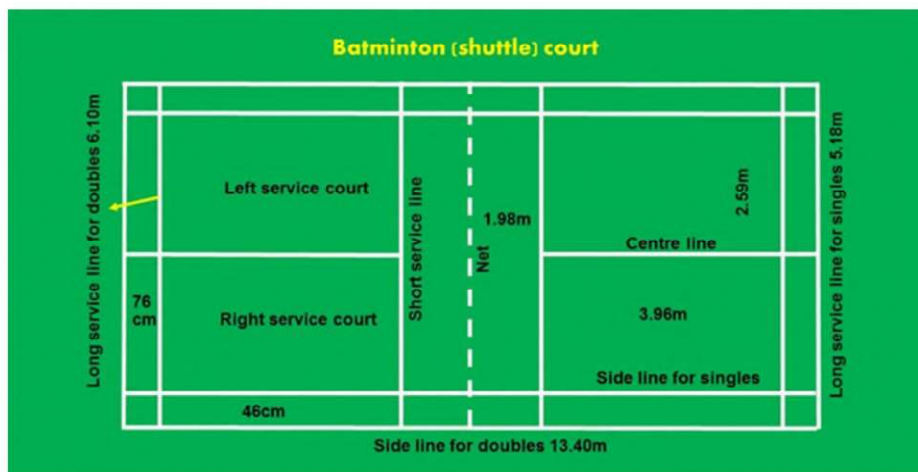 Batminton (shuttle) court
Long service line for doubles 6.10m
Left service court
Right service court
76
cm
46cm
Short service line
Net
1.98m
2.59m
Centre line
3.96m
Side line for singles
Long service line for singles 5.18m
Side line for doubles 13.40m